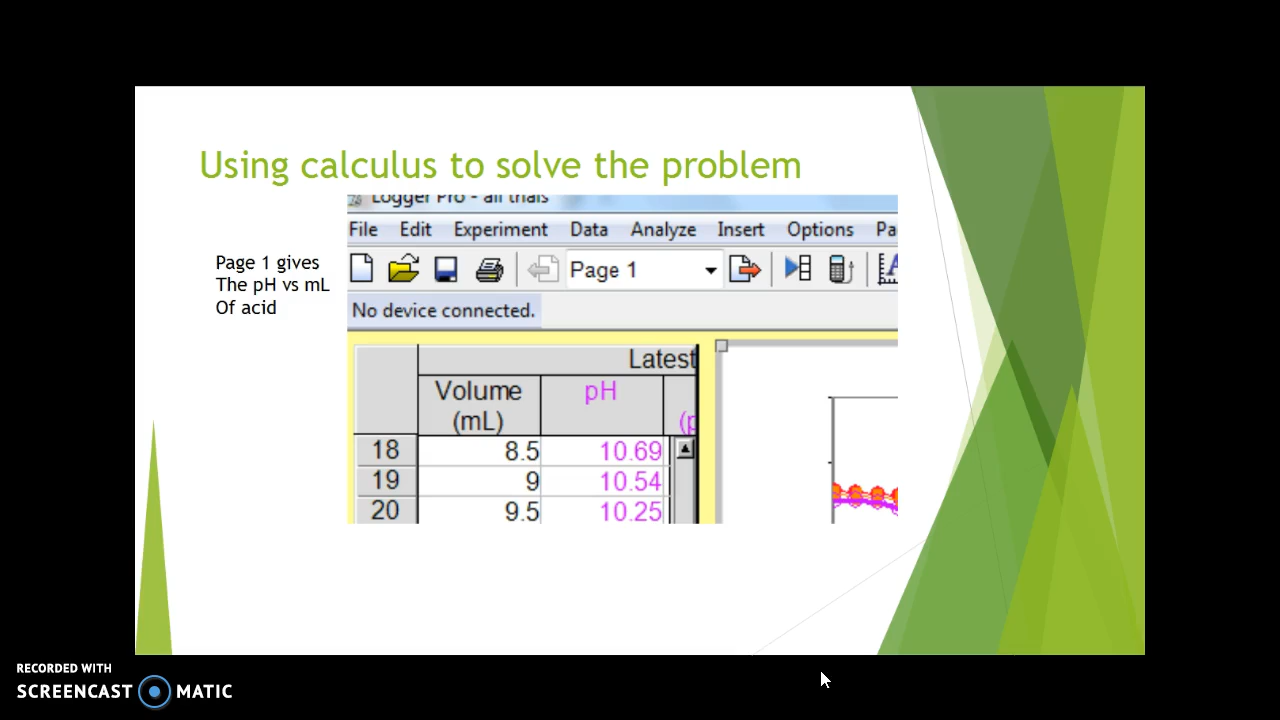 Using calculus to solve the problem
Logger Pro - all trials
File Edit Experiment Data Analyze Insert Options Pa
Page 1 gives
The pH vs mL
Of acid
Page 1
No device connected.
Latest
Volume pH
(mL) (p
18 8.5 10.69
19 9 10.54
20 9.5 10.25
RECORDED WITH
SCREENCAST MATIC